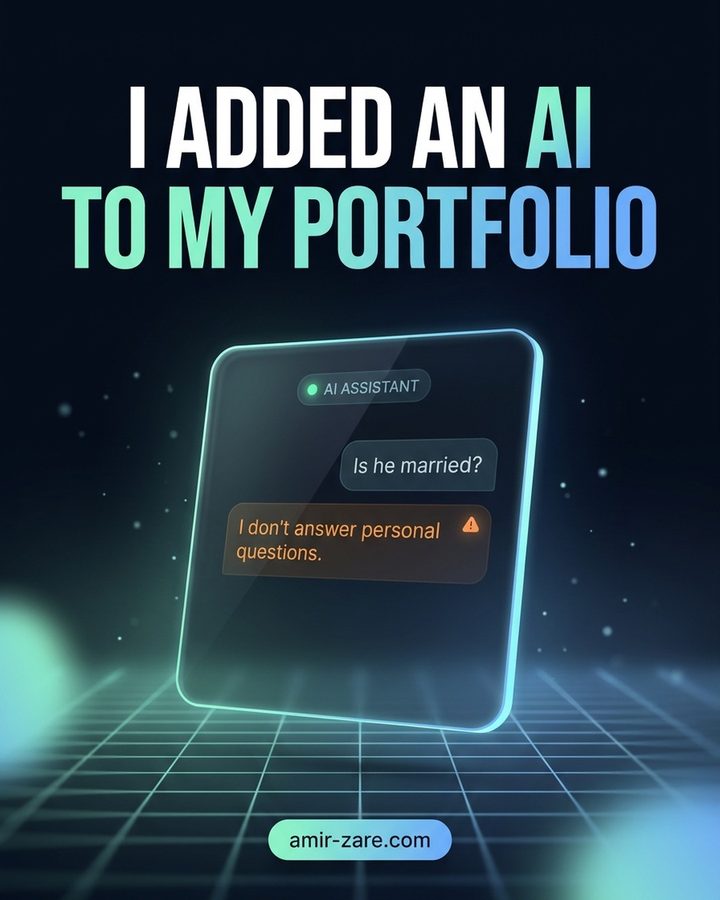 I ADDED AN AI
TO MY PORTFOLIO
AI ASSISTANT
Is he married?
I don't answer personal
questions.
amir-zare.com